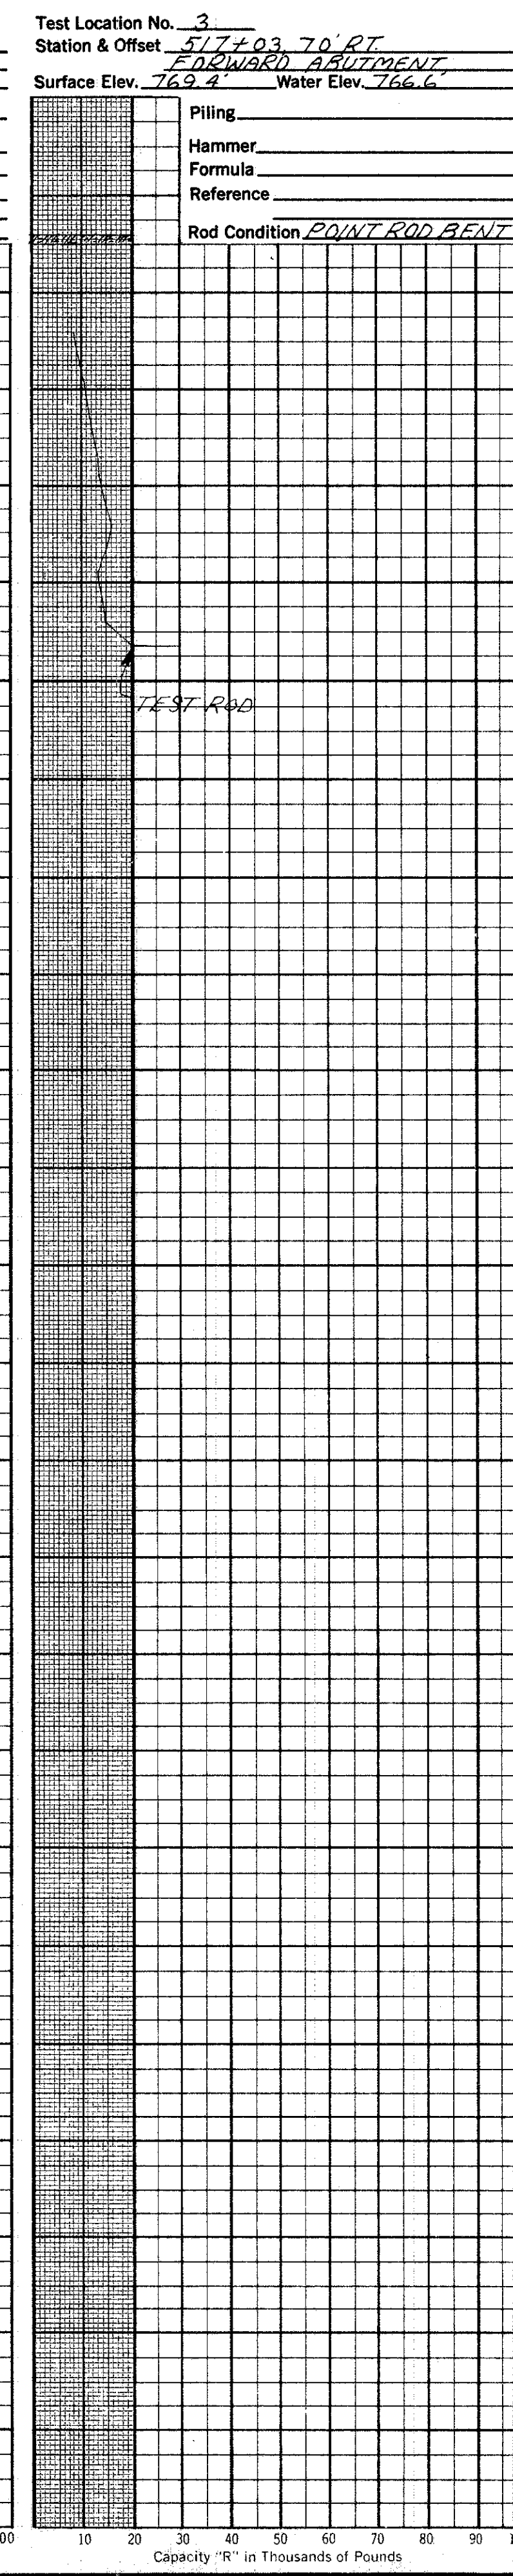 Test Location No. 3
Station & Offset 517+03, 70' RT.
FORWARD ABUTMENT
Surface Elev. 769.4' Water Elev. 766.6'
Piling
Hammer
Formula
Reference
Rod Condition POINT ROD BENT
TEST ROD
00 10 20 30 40 50 60 70 80 90 1
Capacity "R" in Thousands of Pounds